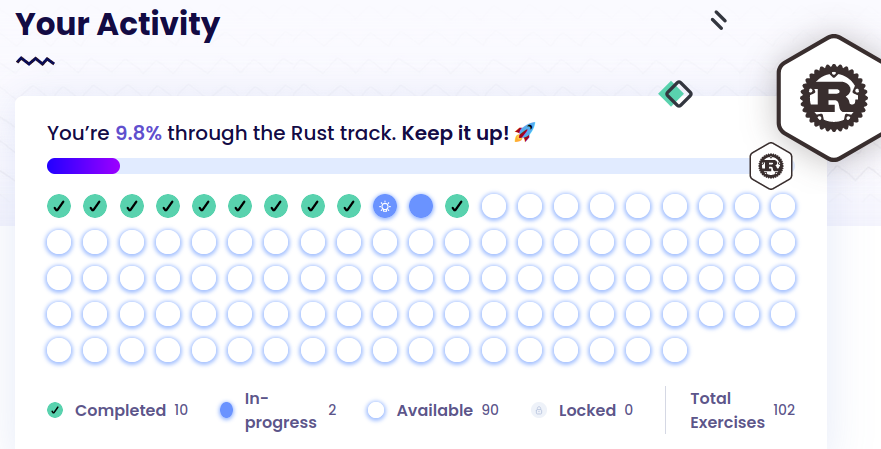 Your Activity
You’re 9.8% through the Rust track. Keep it up! 🚀
Completed 10
In-
progress 2
Available 90
Locked 0
Total
Exercises 102